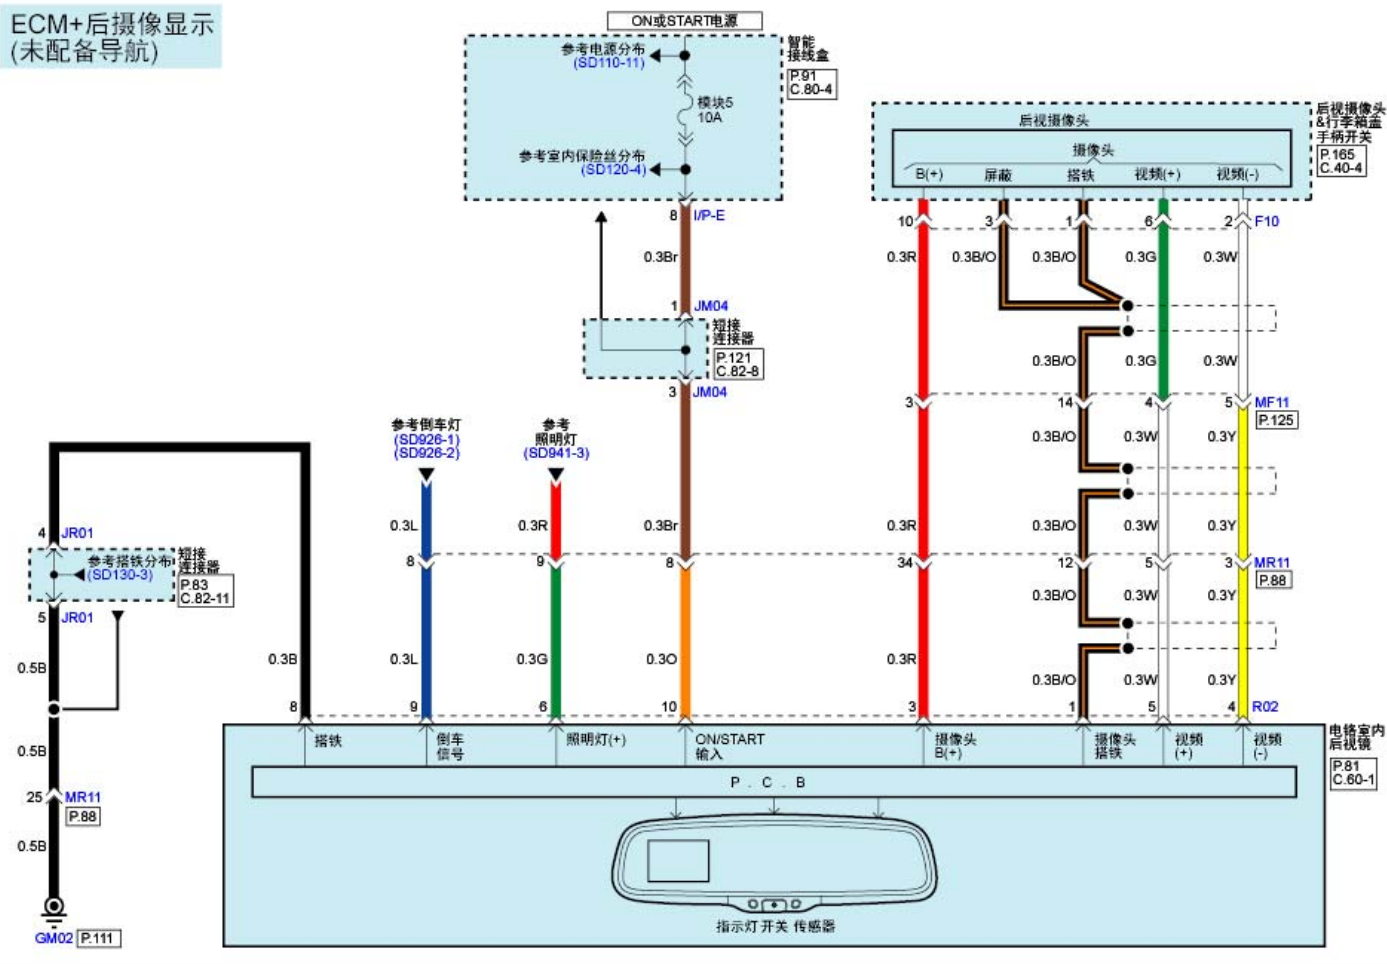 ECM+后摄像显示
(未配备导航)
ON或START电源
参考电源分布
(SD110-11)
智能
接线盒
P.91
C.80-4
模块5
10A
参考室内保险丝分布
(SD120-4)
8 I/P-E
0.3Br
1 JM04
短接
连接器
P.121
C.82-8
3 JM04
后视摄像头
&行李箱盖
手柄开关
P.165
C.40-4
后视摄像头
摄像头
B(+) 屏蔽 搭铁 视频(+) 视频(-)
10 3 1 6 2 F10
0.3R 0.3B/O 0.3B/O 0.3G 0.3W
0.3B/O 0.3G 0.3W
3 14 4 5 MF11
P.125
0.3B/O 0.3W 0.3Y
参考倒车灯
(SD926-1)
(SD926-2)
参考
照明灯
(SD941-3)
0.3L 0.3R 0.3Br 0.3R 0.3B/O 0.3W 0.3Y
8 9 8 34 12 5 3 MR11
P.88
0.3B/O 0.3W 0.3Y
4 JR01
参考搭铁分布
(SD130-3)
短接
连接器
P.83
C.82-11
5 JR01
0.5B
0.3B 0.3L 0.3G 0.3O 0.3R 0.3B/O 0.3W 0.3Y
8 9 6 10 3 1 5 4 R02
搭铁
倒车
信号
照明灯(+)
ON/START
输入
摄像头
B(+)
摄像头
搭铁
视频
(+)
视频
(-)
电铬室内
后视镜
P.81
C.60-1
0.5B
25 MR11
P.88
0.5B
GM02 P.111
P . C . B
指示灯 开关 传感器